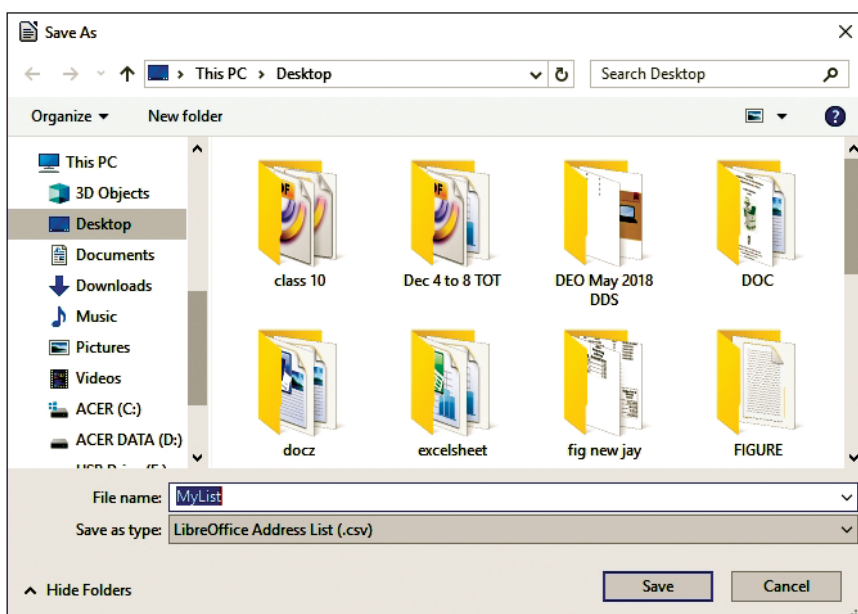 Save As
This PC > Desktop
Search Desktop
Organize
New folder
This PC
3D Objects
Desktop
Documents
Downloads
Music
Pictures
Videos
ACER (C:)
ACER DATA (D:)
class 10
Dec 4 to 8 TOT
DEO May 2018
DDS
DOC
docz
excelsheet
fig new jay
FIGURE
File name: MyList
Save as type: LibreOffice Address List (.csv)
Hide Folders
Save
Cancel